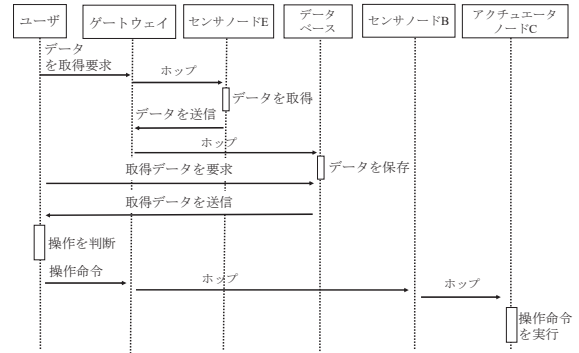 ユーザ
ゲートウェイ
センサノードE
データ
ベース
センサノードB
アクチュエータ
ノードC
データ
を取得要求
ホップ
データを取得
データを送信
ホップ
データを保存
取得データを要求
取得データを送信
操作を判断
操作命令
ホップ
ホップ
操作命令
を実行